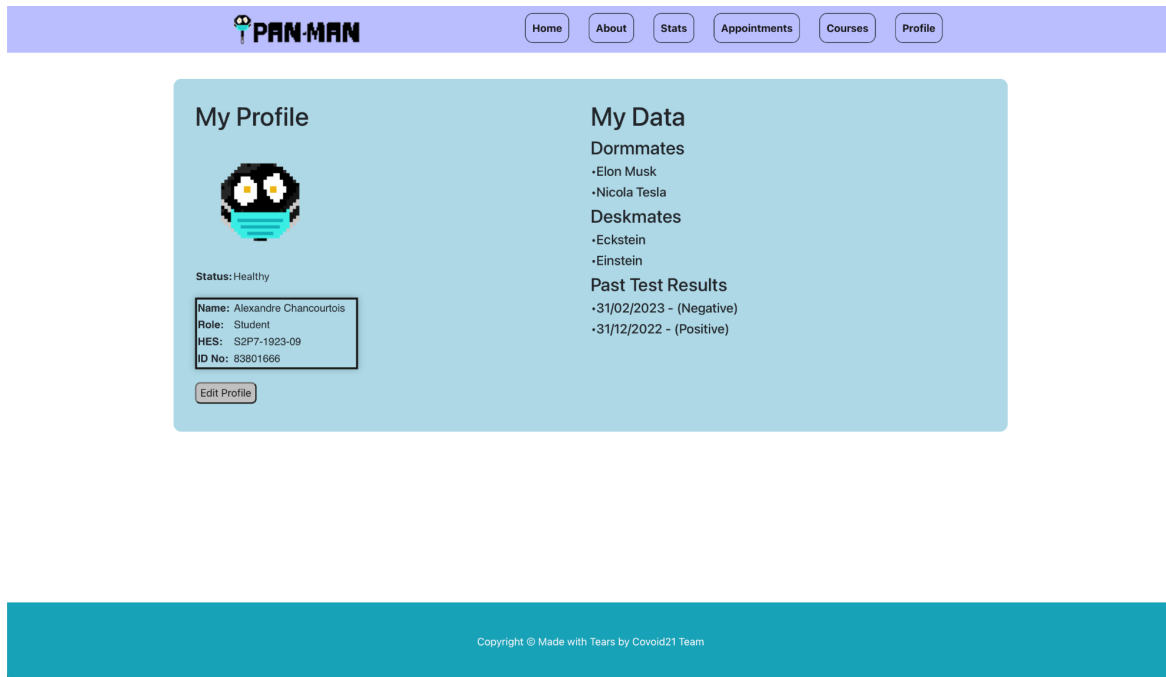 PAN-MAN
Home About Stats Appointments Courses Profile
My Profile
Status: Healthy
Name: Alexandre Chancourtois
Role: Student
HES: S2P7-1923-09
ID No: 83801666
Edit Profile
My Data
Dormmates
•Elon Musk
•Nicola Tesla
Deskmates
•Eckstein
•Einstein
Past Test Results
•31/02/2023 - (Negative)
•31/12/2022 - (Positive)
Copyright © Made with Tears by Covoid21 Team